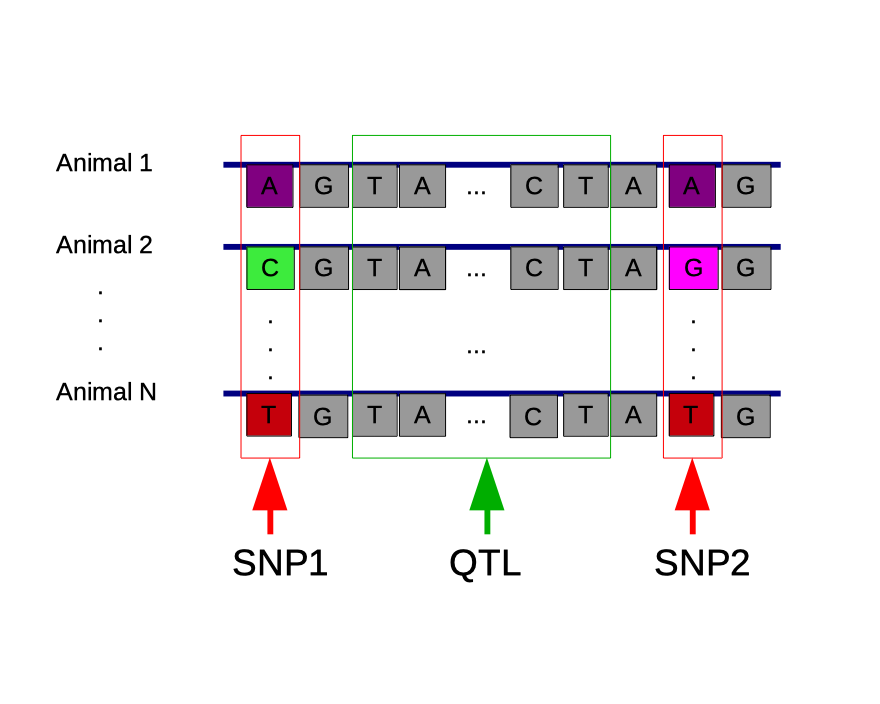 Animal 1
A G T A ... C T A A G
Animal 2
C G T A ... C T A G G
. . .
. . .
...
. . .
Animal N
T G T A ... C T A T G
SNP1 QTL SNP2